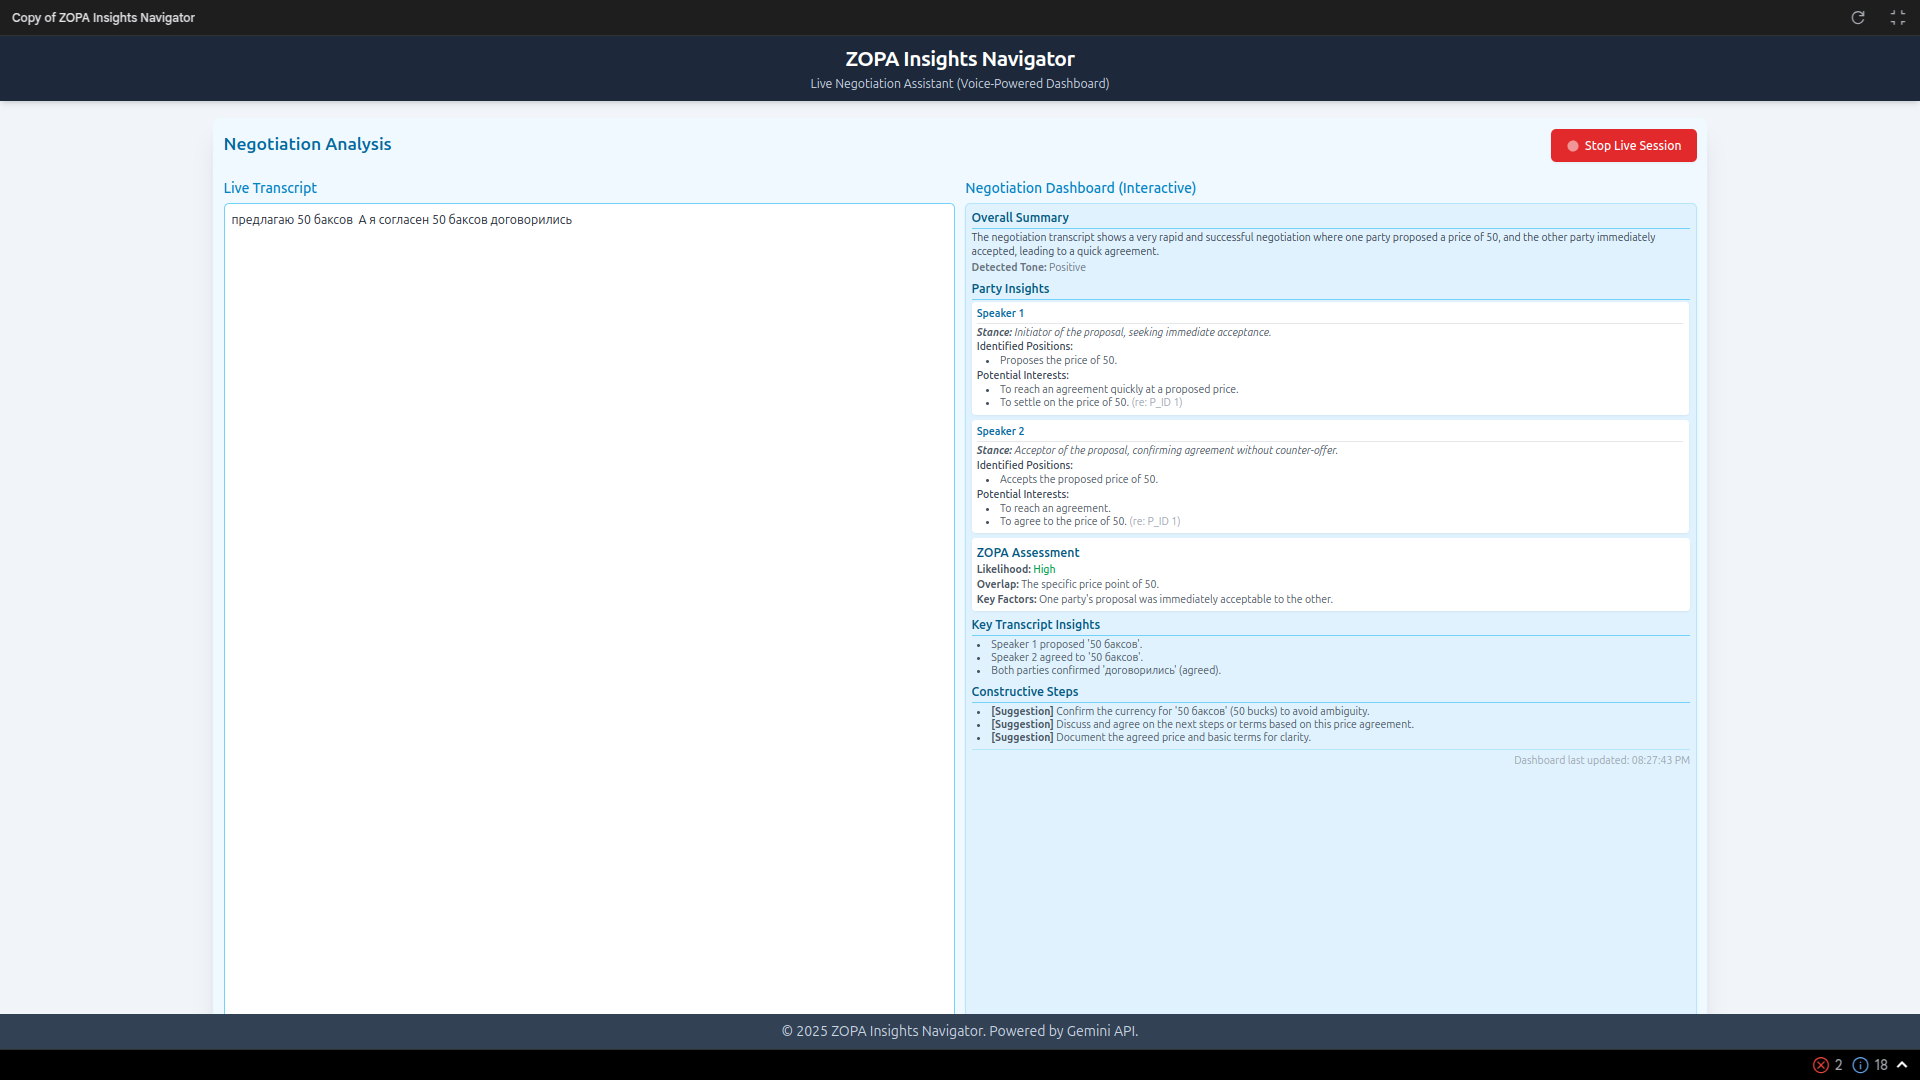 Copy of ZOPA Insights Navigator
ZOPA Insights Navigator
Live Negotiation Assistant (Voice-Powered Dashboard)
Negotiation Analysis
Stop Live Session
Live Transcript
предлагаю 50 баксов  А я согласен 50 баксов договорились
Negotiation Dashboard (Interactive)
Overall Summary
The negotiation transcript shows a very rapid and successful negotiation where one party proposed a price of 50, and the other party immediately
accepted, leading to a quick agreement.
Detected Tone: Positive
Party Insights
Speaker 1
Stance: Initiator of the proposal, seeking immediate acceptance.
Identified Positions:
• Proposes the price of 50.
Potential Interests:
• To reach an agreement quickly at a proposed price.
• To settle on the price of 50. (re: P_ID 1)
Speaker 2
Stance: Acceptor of the proposal, confirming agreement without counter-offer.
Identified Positions:
• Accepts the proposed price of 50.
Potential Interests:
• To reach an agreement.
• To agree to the price of 50. (re: P_ID 1)
ZOPA Assessment
Likelihood: High
Overlap: The specific price point of 50.
Key Factors: One party's proposal was immediately acceptable to the other.
Key Transcript Insights
• Speaker 1 proposed '50 баксов'.
• Speaker 2 agreed to '50 баксов'.
• Both parties confirmed 'договорились' (agreed).
Constructive Steps
• [Suggestion] Confirm the currency for '50 баксов' (50 bucks) to avoid ambiguity.
• [Suggestion] Discuss and agree on the next steps or terms based on this price agreement.
• [Suggestion] Document the agreed price and basic terms for clarity.
Dashboard last updated: 08:27:43 PM
© 2025 ZOPA Insights Navigator. Powered by Gemini API.
2 18